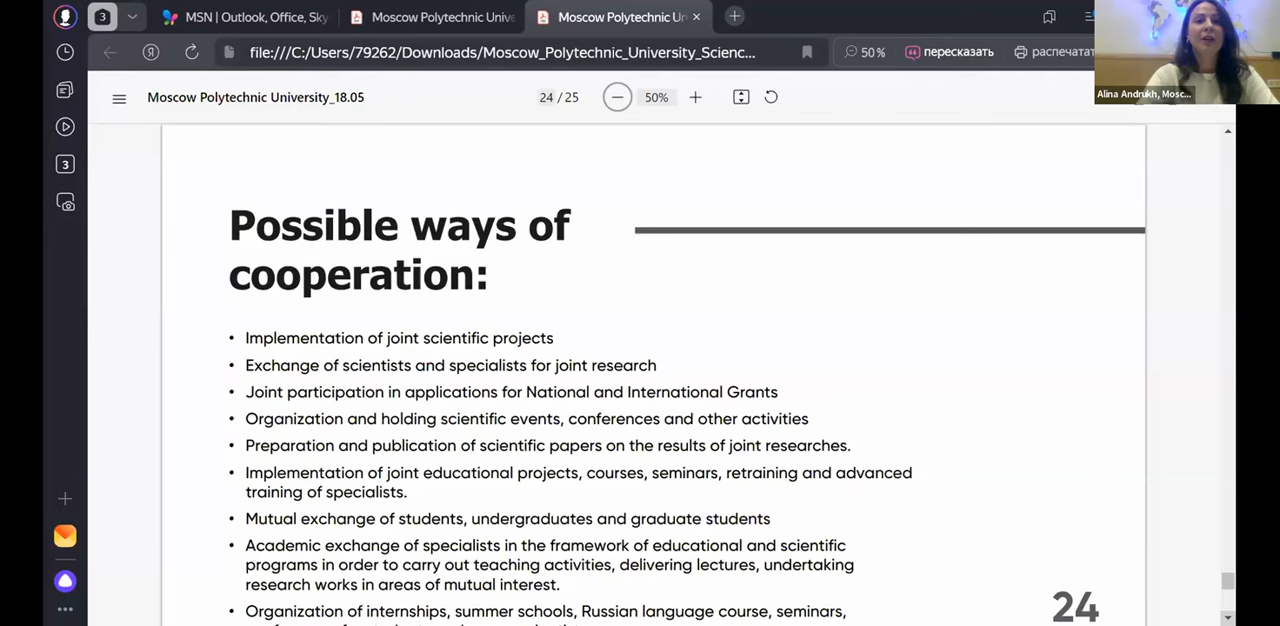 3
MSN | Outlook, Office, Sky
Moscow Polytechnic Unive
Moscow Polytechnic Un
file:///C:/Users/79262/Downloads/Moscow_Polytechnic_University_Scienc...
50%
пересказать
распечатат
Alina Andrukh, Mosc...
Moscow Polytechnic University_18.05
24 / 25
50%
3
Possible ways of
cooperation:
• Implementation of joint scientific projects
• Exchange of scientists and specialists for joint research
• Joint participation in applications for National and International Grants
• Organization and holding scientific events, conferences and other activities
• Preparation and publication of scientific papers on the results of joint researches.
• Implementation of joint educational projects, courses, seminars, retraining and advanced
training of specialists.
• Mutual exchange of students, undergraduates and graduate students
• Academic exchange of specialists in the framework of educational and scientific
programs in order to carry out teaching activities, delivering lectures, undertaking
research works in areas of mutual interest.
• Organization of internships, summer schools, Russian language course, seminars,
24